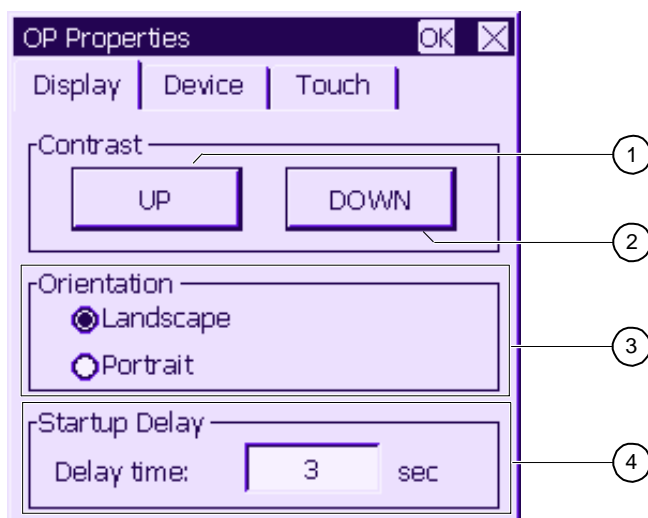 OP Properties OK
Display Device Touch
Contrast
1
UP DOWN
2
Orientation
Landscape
3
Portrait
Startup Delay
Delay time: 3 sec
4